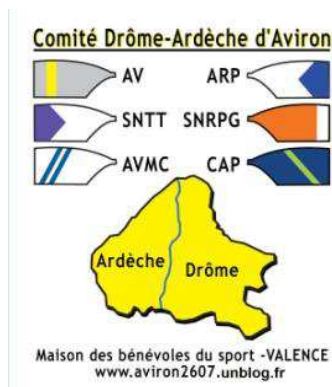 Comité Drôme-Ardèche d'Aviron
AV ARP
SNTT SNRPG
AVMC CAP
Ardèche Drôme
Maison des bénévoles du sport -VALENCE
www.aviron2607.unblog.fr